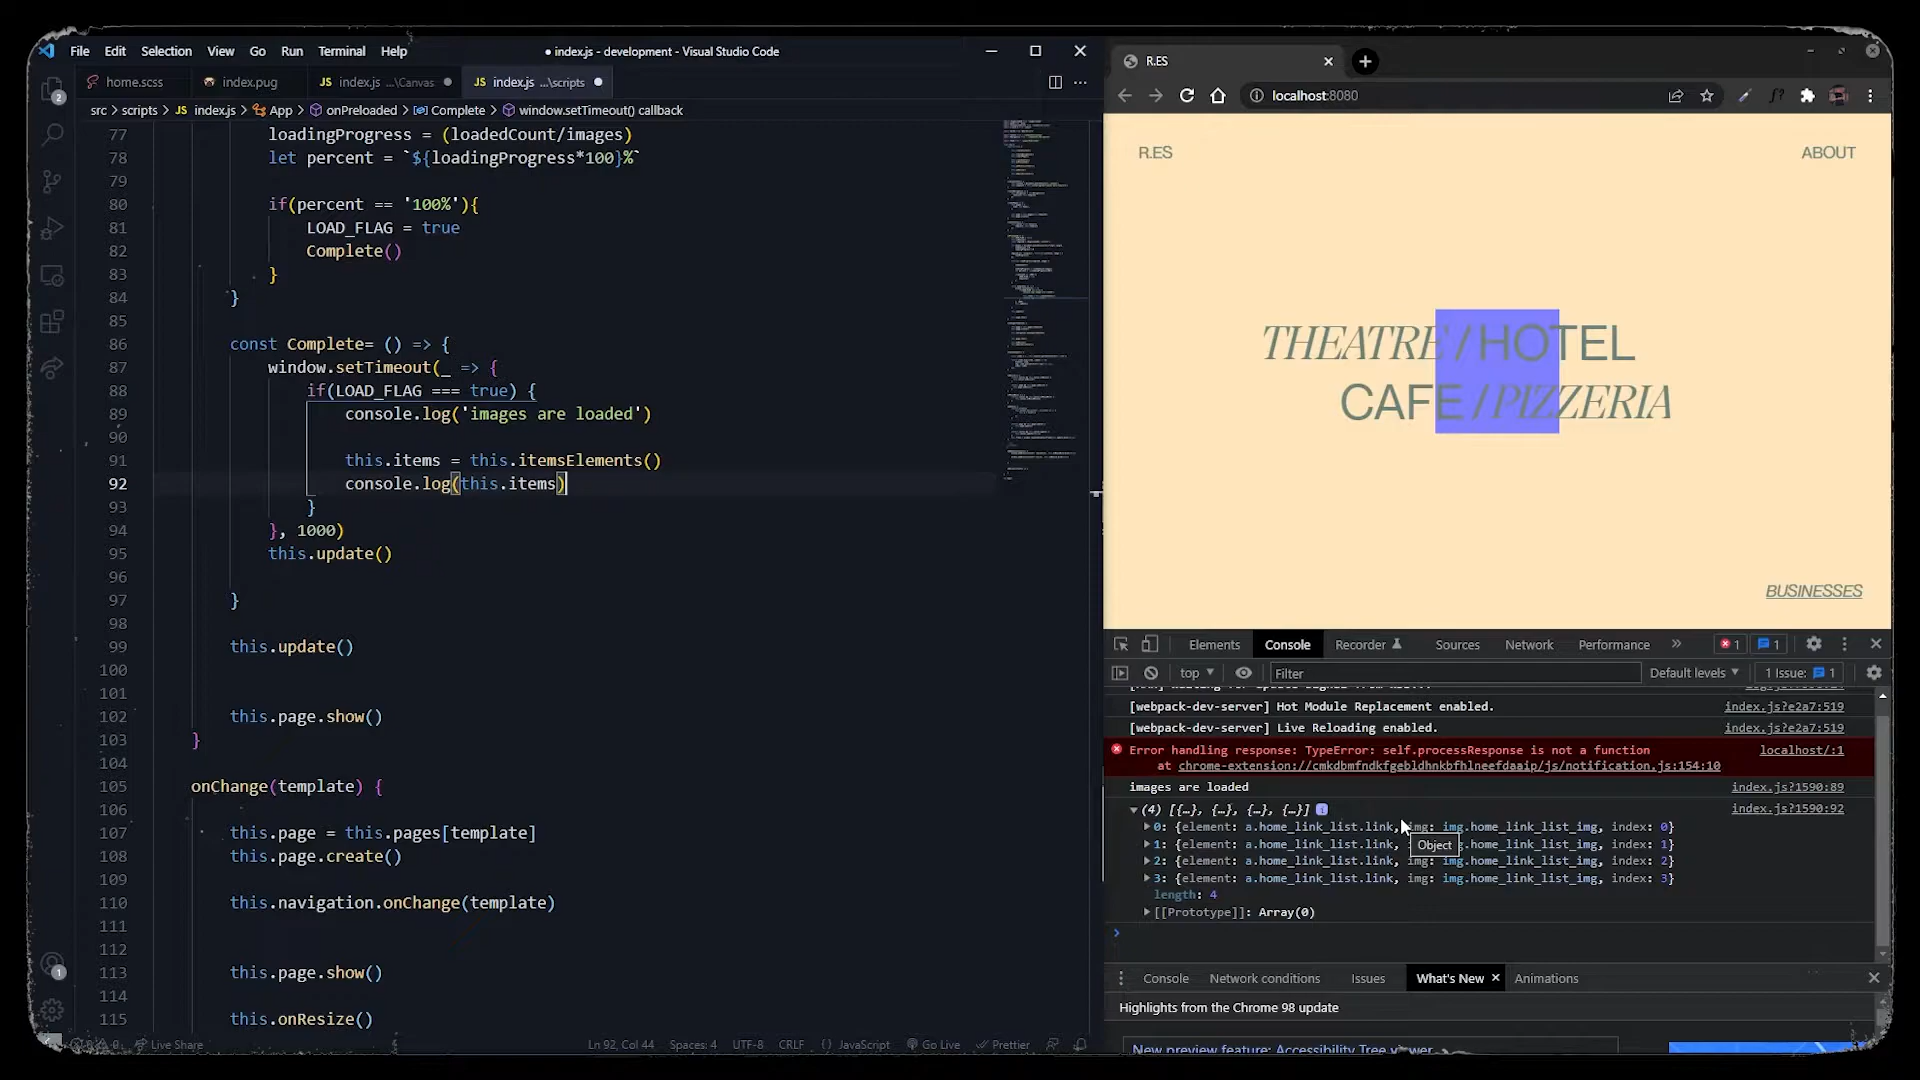 File Edit Selection View Go Run Terminal Help
● index.js - development - Visual Studio Code
home.scss
index.pug
JS index.js ...\Canvas ●
JS index.js ...\scripts ●
src > scripts > JS index.js > App > onPreloaded > Complete > window.setTimeout() callback
77 loadingProgress = (loadedCount/images)
78 let percent = `${loadingProgress*100}%`
79
80 if(percent == '100%'){
81 LOAD_FLAG = true
82 Complete()
83 }
84 }
85
86 const Complete= () => {
87 window.setTimeout(_ => {
88 if(LOAD_FLAG === true) {
89 console.log('images are loaded')
90
91 this.items = this.itemsElements()
92 console.log(this.items)
93 }
94 }, 1000)
95 this.update()
96
97 }
98
99 this.update()
100
101
102 this.page.show()
103 }
104
105 onChange(template) {
106
107 this.page = this.pages[template]
108 this.page.create()
109
110 this.navigation.onChange(template)
111
112
113 this.page.show()
114
115 this.onResize()
2
1
Live Share
Ln 92, Col 44 Spaces: 4 UTF-8 CRLF {} JavaScript Go Live Prettier
R.ES
localhost:8080
R.ES
ABOUT
THEATRE / HOTEL
CAFE / PIZZERIA
BUSINESSES
Elements Console Recorder Sources Network Performance » 1 1
top Filter Default levels 1 Issue: 1
[webpack-dev-server] Hot Module Replacement enabled. index.js?e2a7:519
[webpack-dev-server] Live Reloading enabled. index.js?e2a7:519
Error handling response: TypeError: self.processResponse is not a function localhost/:1
at chrome-extension://cmkdbmfndkfgebldhnkbfhlneefdaaip/js/notification.js:154:10
images are loaded index.js?1590:89
(4) [{…}, {…}, {…}, {…}] index.js?1590:92
0: {element: a.home_link_list.link, img: img.home_link_list_img, index: 0}
1: {element: a.home_link_list.link, img.home_link_list_img, index: 1}
Object
2: {element: a.home_link_list.link, img.home_link_list_img, index: 2}
3: {element: a.home_link_list.link, img: img.home_link_list_img, index: 3}
length: 4
[[Prototype]]: Array(0)
Console Network conditions Issues What's New Animations
Highlights from the Chrome 98 update
New preview feature: Accessibility Tree viewer